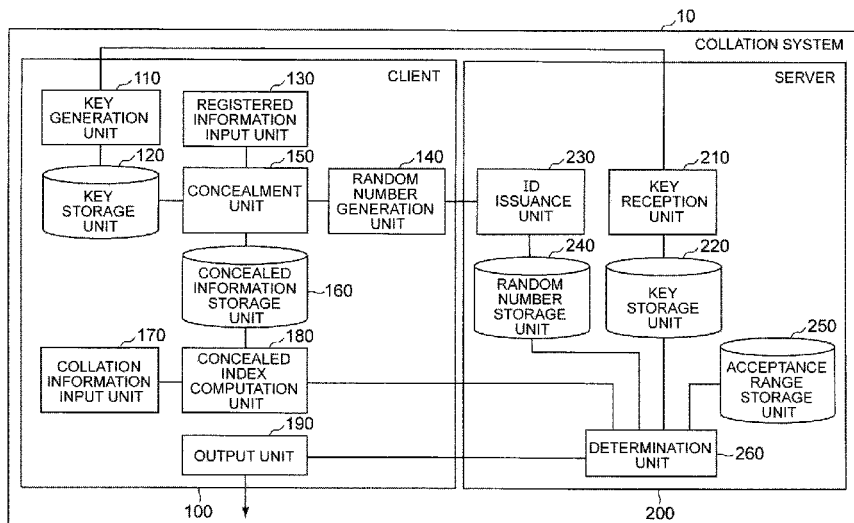 10
COLLATION SYSTEM
CLIENT
SERVER
110
KEY
GENERATION
UNIT
130
REGISTERED
INFORMATION
INPUT UNIT
120
KEY
STORAGE
UNIT
150
CONCEALMENT
UNIT
140
RANDOM
NUMBER
GENERATION
UNIT
230
ID
ISSUANCE
UNIT
210
KEY
RECEPTION
UNIT
CONCEALED
INFORMATION
STORAGE
UNIT
160
240
RANDOM
NUMBER
STORAGE
UNIT
220
KEY
STORAGE
UNIT
250
ACCEPTANCE
RANGE
STORAGE
UNIT
170
COLLATION
INFORMATION
INPUT UNIT
180
CONCEALED
INDEX
COMPUTATION
UNIT
190
OUTPUT UNIT
DETERMINATION
UNIT
260
100
200